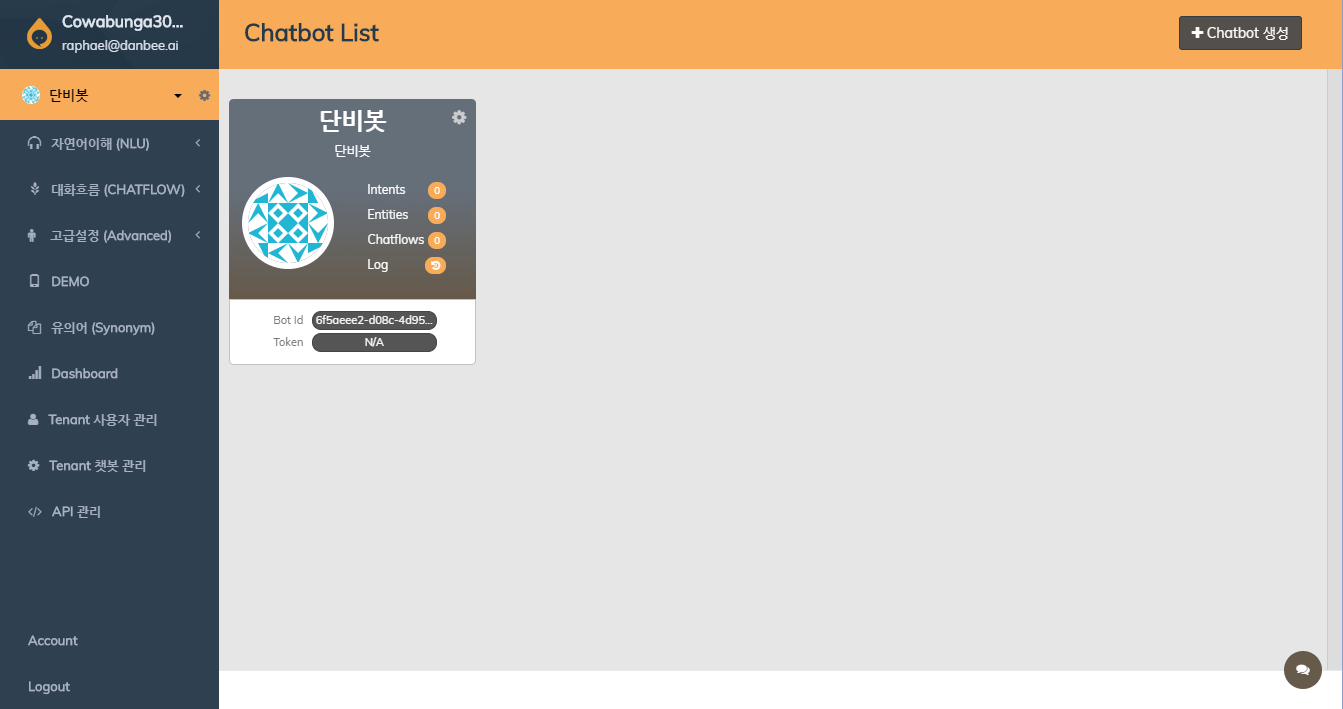 Cowabunga30...
raphael@danbee.ai
Chatbot List
Chatbot 생성
단비봇
자연어이해 (NLU)
대화흐름 (CHATFLOW)
고급설정 (Advanced)
DEMO
유의어 (Synonym)
Dashboard
Tenant 사용자 관리
Tenant 챗봇 관리
API 관리
Account
Logout
단비봇
단비봇
Intents 0
Entities 0
Chatflows 0
Log
Bot Id 6f5aeee2-d08c-4d95...
Token N/A